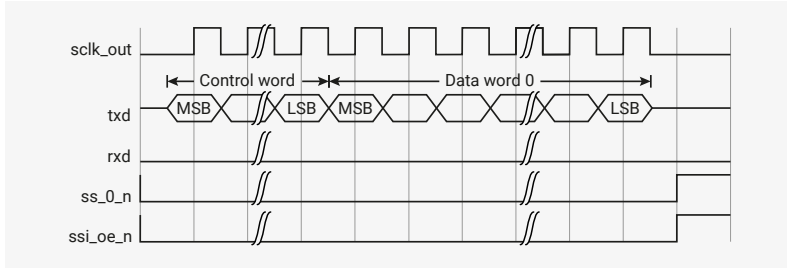 sclk_out
Control word
Data word 0
txd
MSB
LSB
MSB
LSB
rxd
ss_0_n
ssi_oe_n